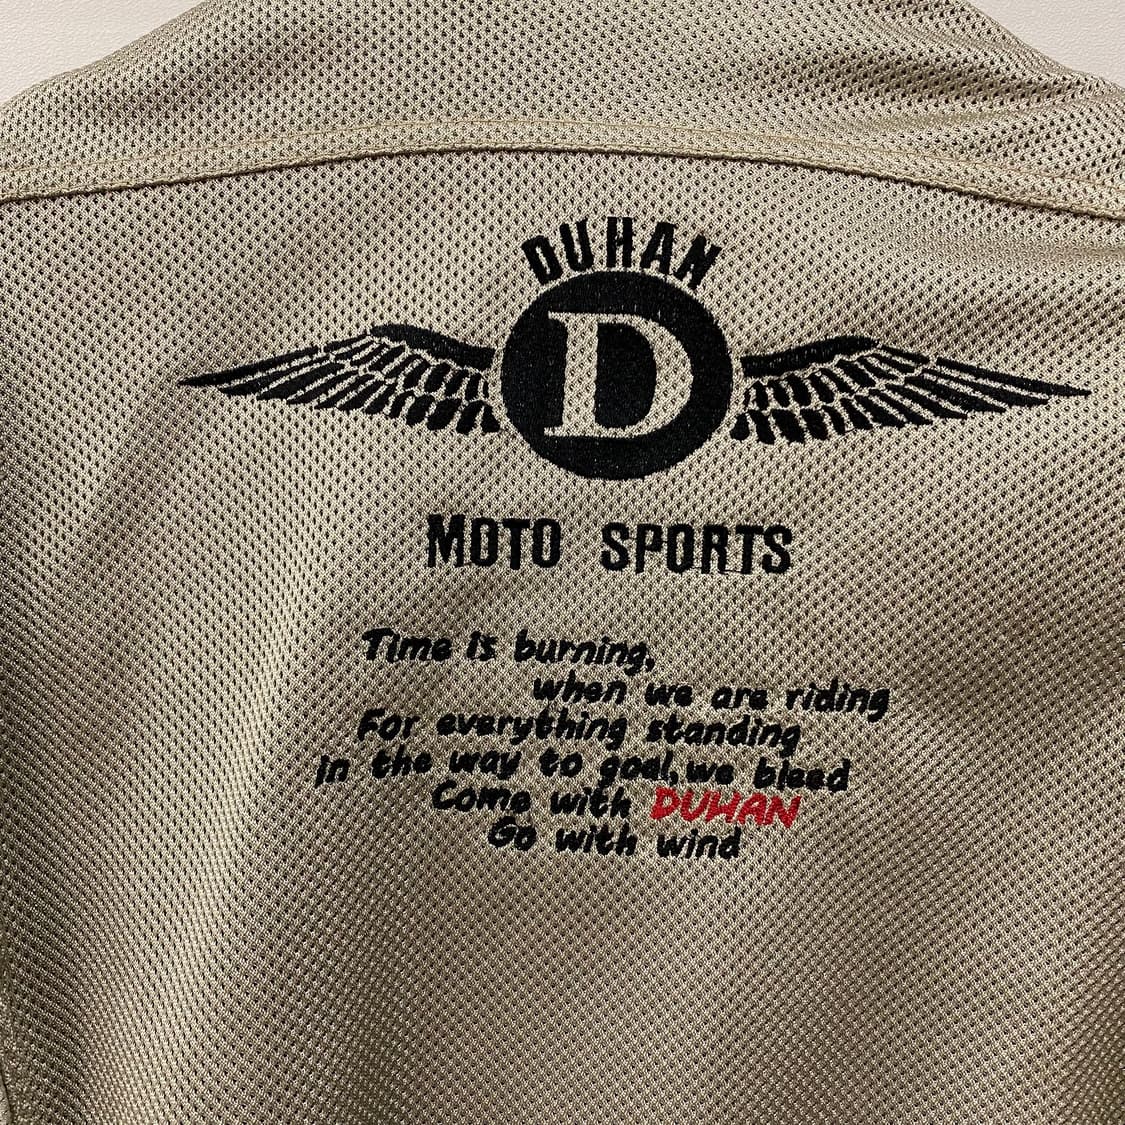 DUHAN
D
MOTO SPORTS
Time is burning,
when we are riding
For everything standing
in the way to goal, we bleed
Come with DUHAN
Go with wind